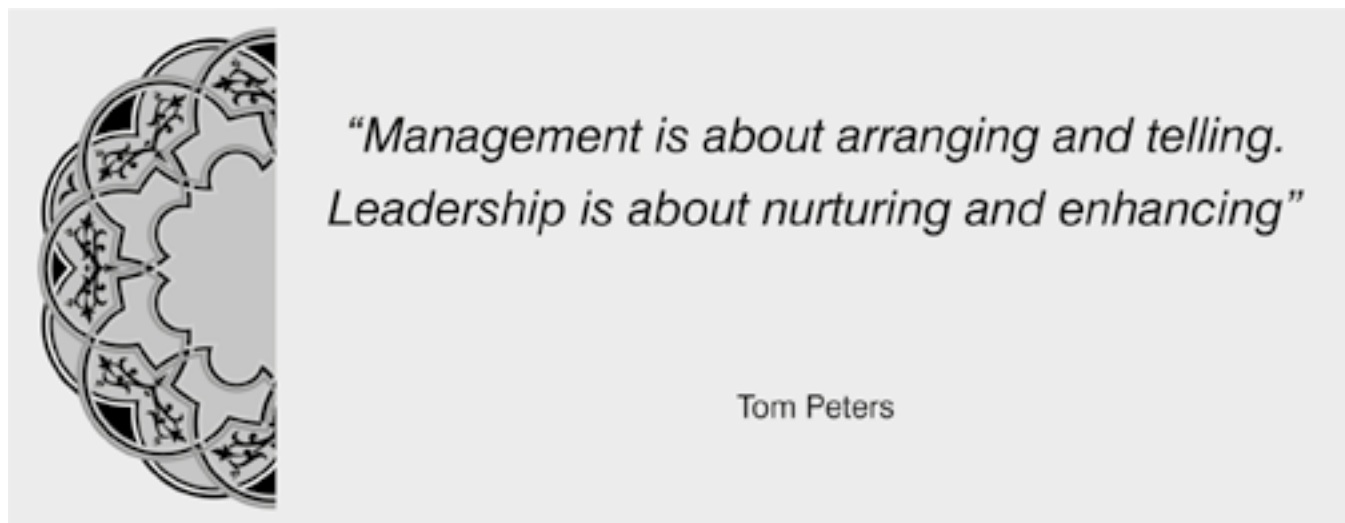 “Management is about arranging and telling.
Leadership is about nurturing and enhancing”
Tom Peters